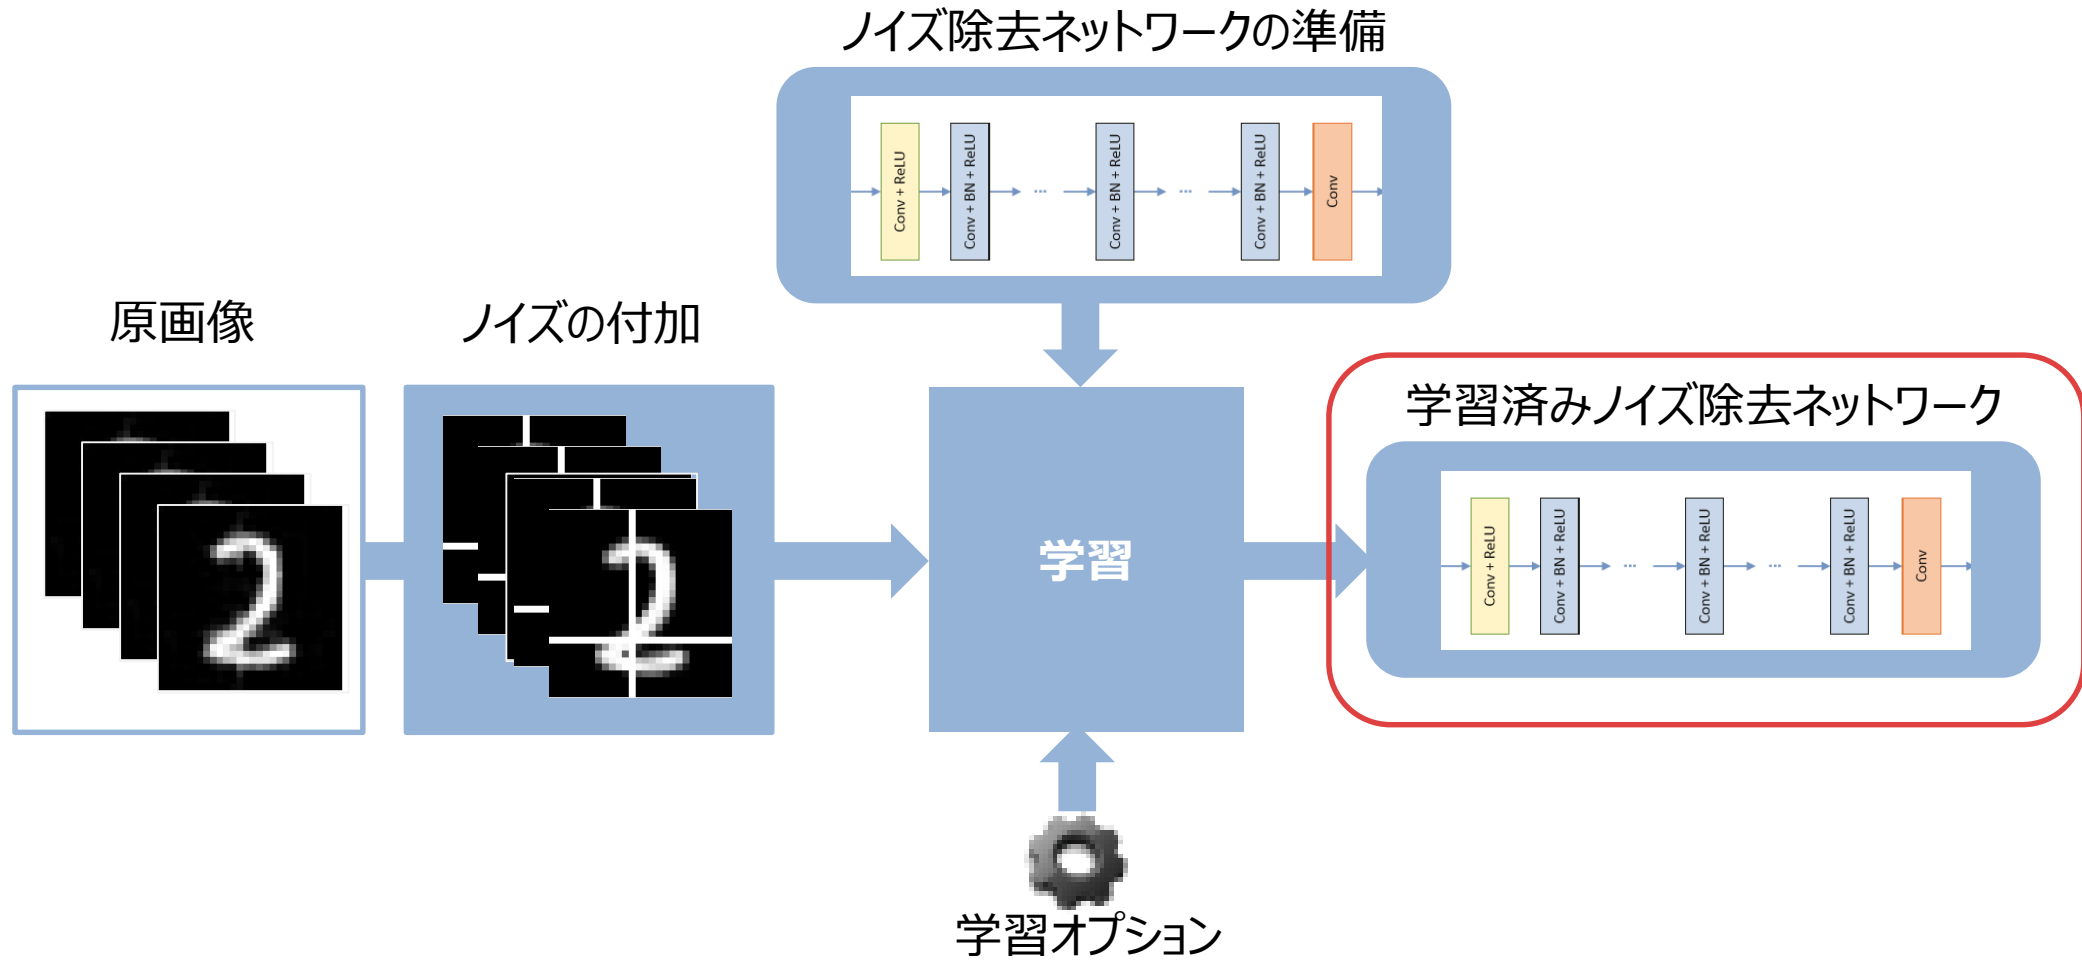 ノイズ除去ネットワークの準備
Conv + ReLU
Conv + BN + ReLU
...
Conv + BN + ReLU
...
Conv + BN + ReLU
Conv
原画像
ノイズの付加
学習済みノイズ除去ネットワーク
2
2
学習
Conv + ReLU
Conv + BN + ReLU
...
Conv + BN + ReLU
...
Conv + BN + ReLU
Conv
学習オプション